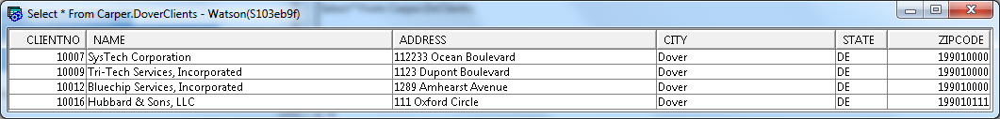 Select * From Carper.DoverClients - Watson(S103eb9f)
CLIENTNO NAME ADDRESS CITY STATE ZIPCODE
10007 SysTech Corporation 112233 Ocean Boulevard Dover DE 199010000
10009 Tri-Tech Services, Incorporated 1123 Dupont Boulevard Dover DE 199010000
10012 Bluechip Services, Incorporated 1289 Amhearst Avenue Dover DE 199010000
10016 Hubbard & Sons, LLC 111 Oxford Circle Dover DE 199010111